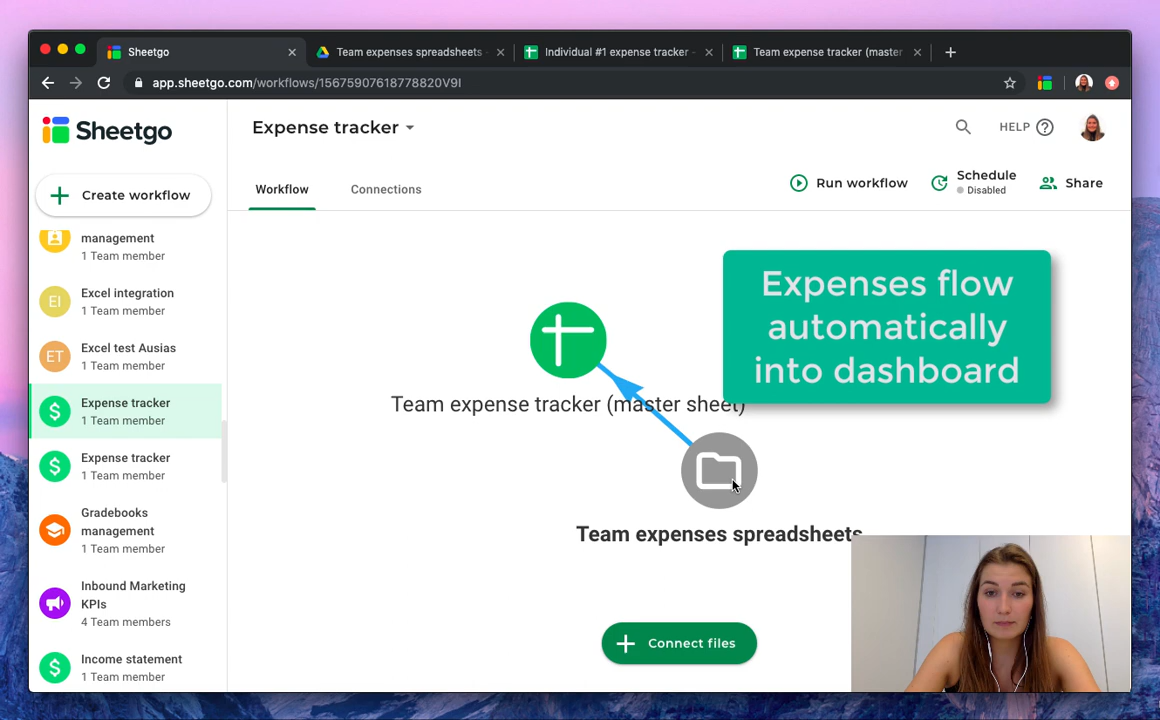 Sheetgo
Team expenses spreadsheets
Individual #1 expense tracker -
Team expense tracker (master
app.sheetgo.com/workflows/15675907618778820V9I
Sheetgo
Expense tracker
HELP
Create workflow
Workflow
Connections
Run workflow
Schedule
Disabled
Share
management
1 Team member
EI
Excel integration
1 Team member
ET
Excel test Ausias
1 Team member
$
Expense tracker
1 Team member
$
Expense tracker
1 Team member
Gradebooks
management
1 Team member
Inbound Marketing
KPIs
4 Team members
$
Income statement
1 Team member
Expenses flow
automatically
into dashboard
Team expense tracker (master sheet)
Team expenses spreadsheets
Connect files